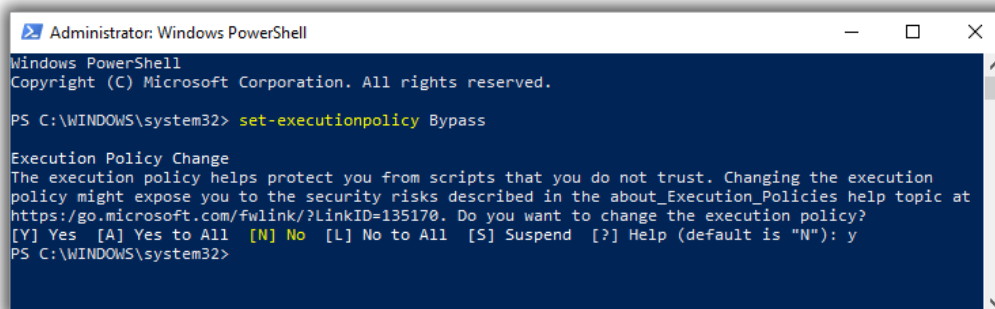 Administrator: Windows PowerShell
Windows PowerShell
Copyright (C) Microsoft Corporation. All rights reserved.
PS C:\WINDOWS\system32> set-executionpolicy Bypass
Execution Policy Change
The execution policy helps protect you from scripts that you do not trust. Changing the execution
policy might expose you to the security risks described in the about_Execution_Policies help topic at
https:/go.microsoft.com/fwlink/?LinkID=135170. Do you want to change the execution policy?
[Y] Yes  [A] Yes to All  [N] No  [L] No to All  [S] Suspend  [?] Help (default is "N"): y
PS C:\WINDOWS\system32>